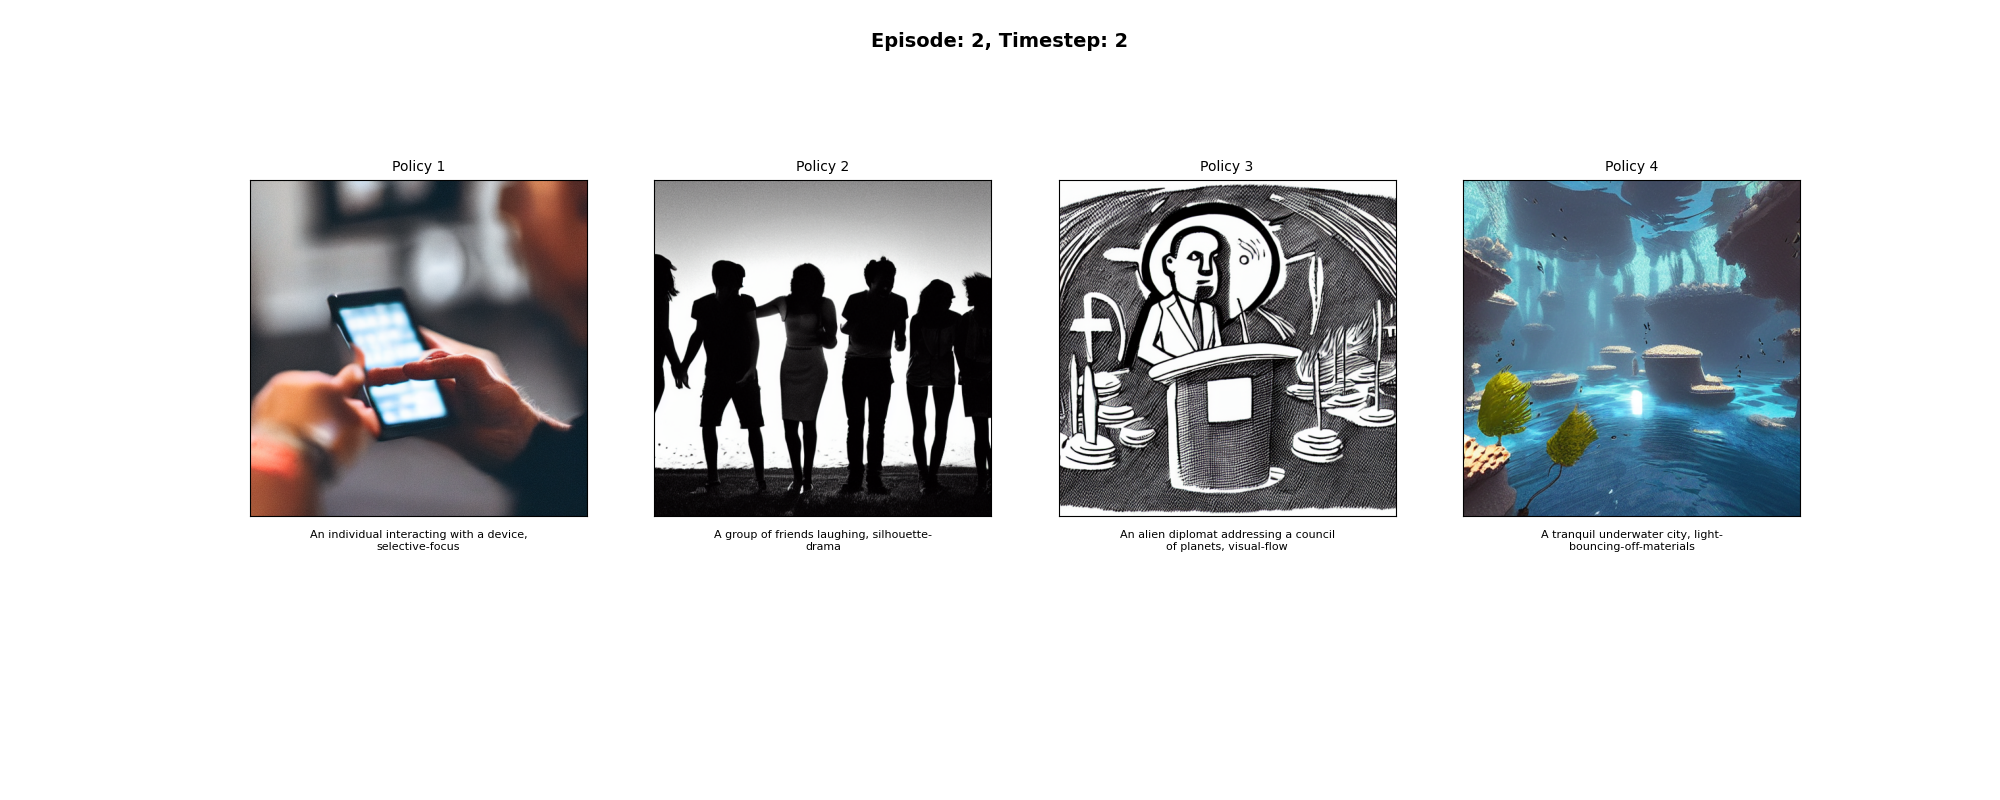 Episode: 2, Timestep: 2
Policy 1
Policy 2
Policy 3
Policy 4
An individual interacting with a device,
selective-focus
A group of friends laughing, silhouette-
drama
An alien diplomat addressing a council
of planets, visual-flow
A tranquil underwater city, light-
bouncing-off-materials